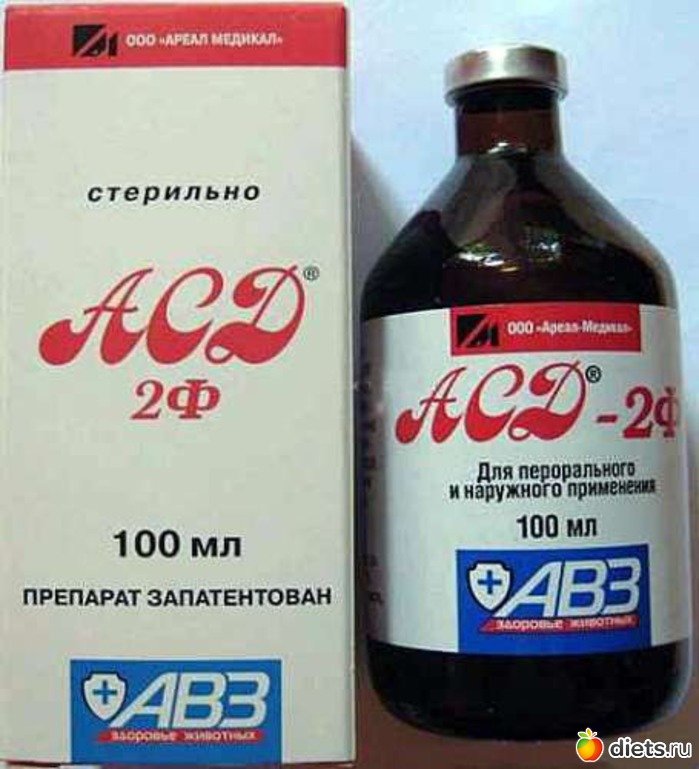 ООО «АРЕАЛ МЕДИКАЛ»
стерильно
АСД®
2Ф
100 мл
ПРЕПАРАТ ЗАПАТЕНТОВАН
АВЗ
здоровье животных
ООО «Ареал-Медикал»
АСД®-2Ф
Для перорального
и наружного применения
100 мл
АВЗ
здоровье животных
diets.ru